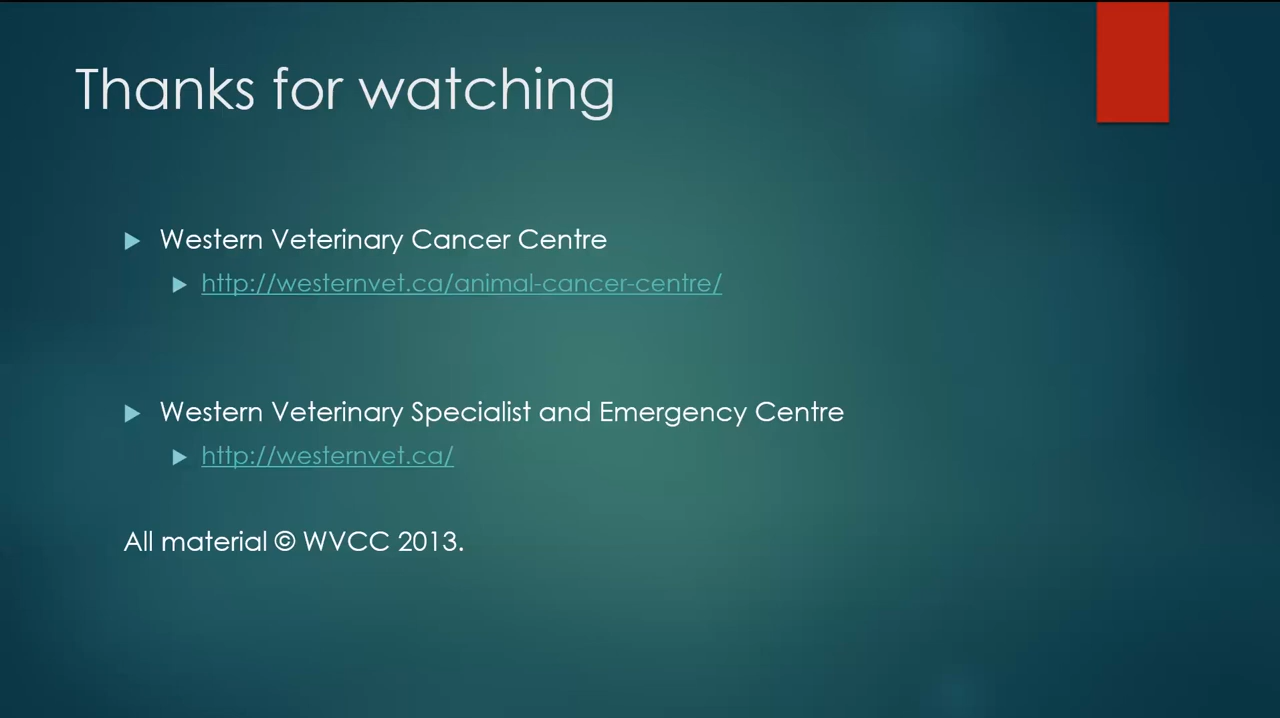 Thanks for watching
Western Veterinary Cancer Centre
http://westernvet.ca/animal-cancer-centre/
Western Veterinary Specialist and Emergency Centre
http://westernvet.ca/
All material © WVCC 2013.